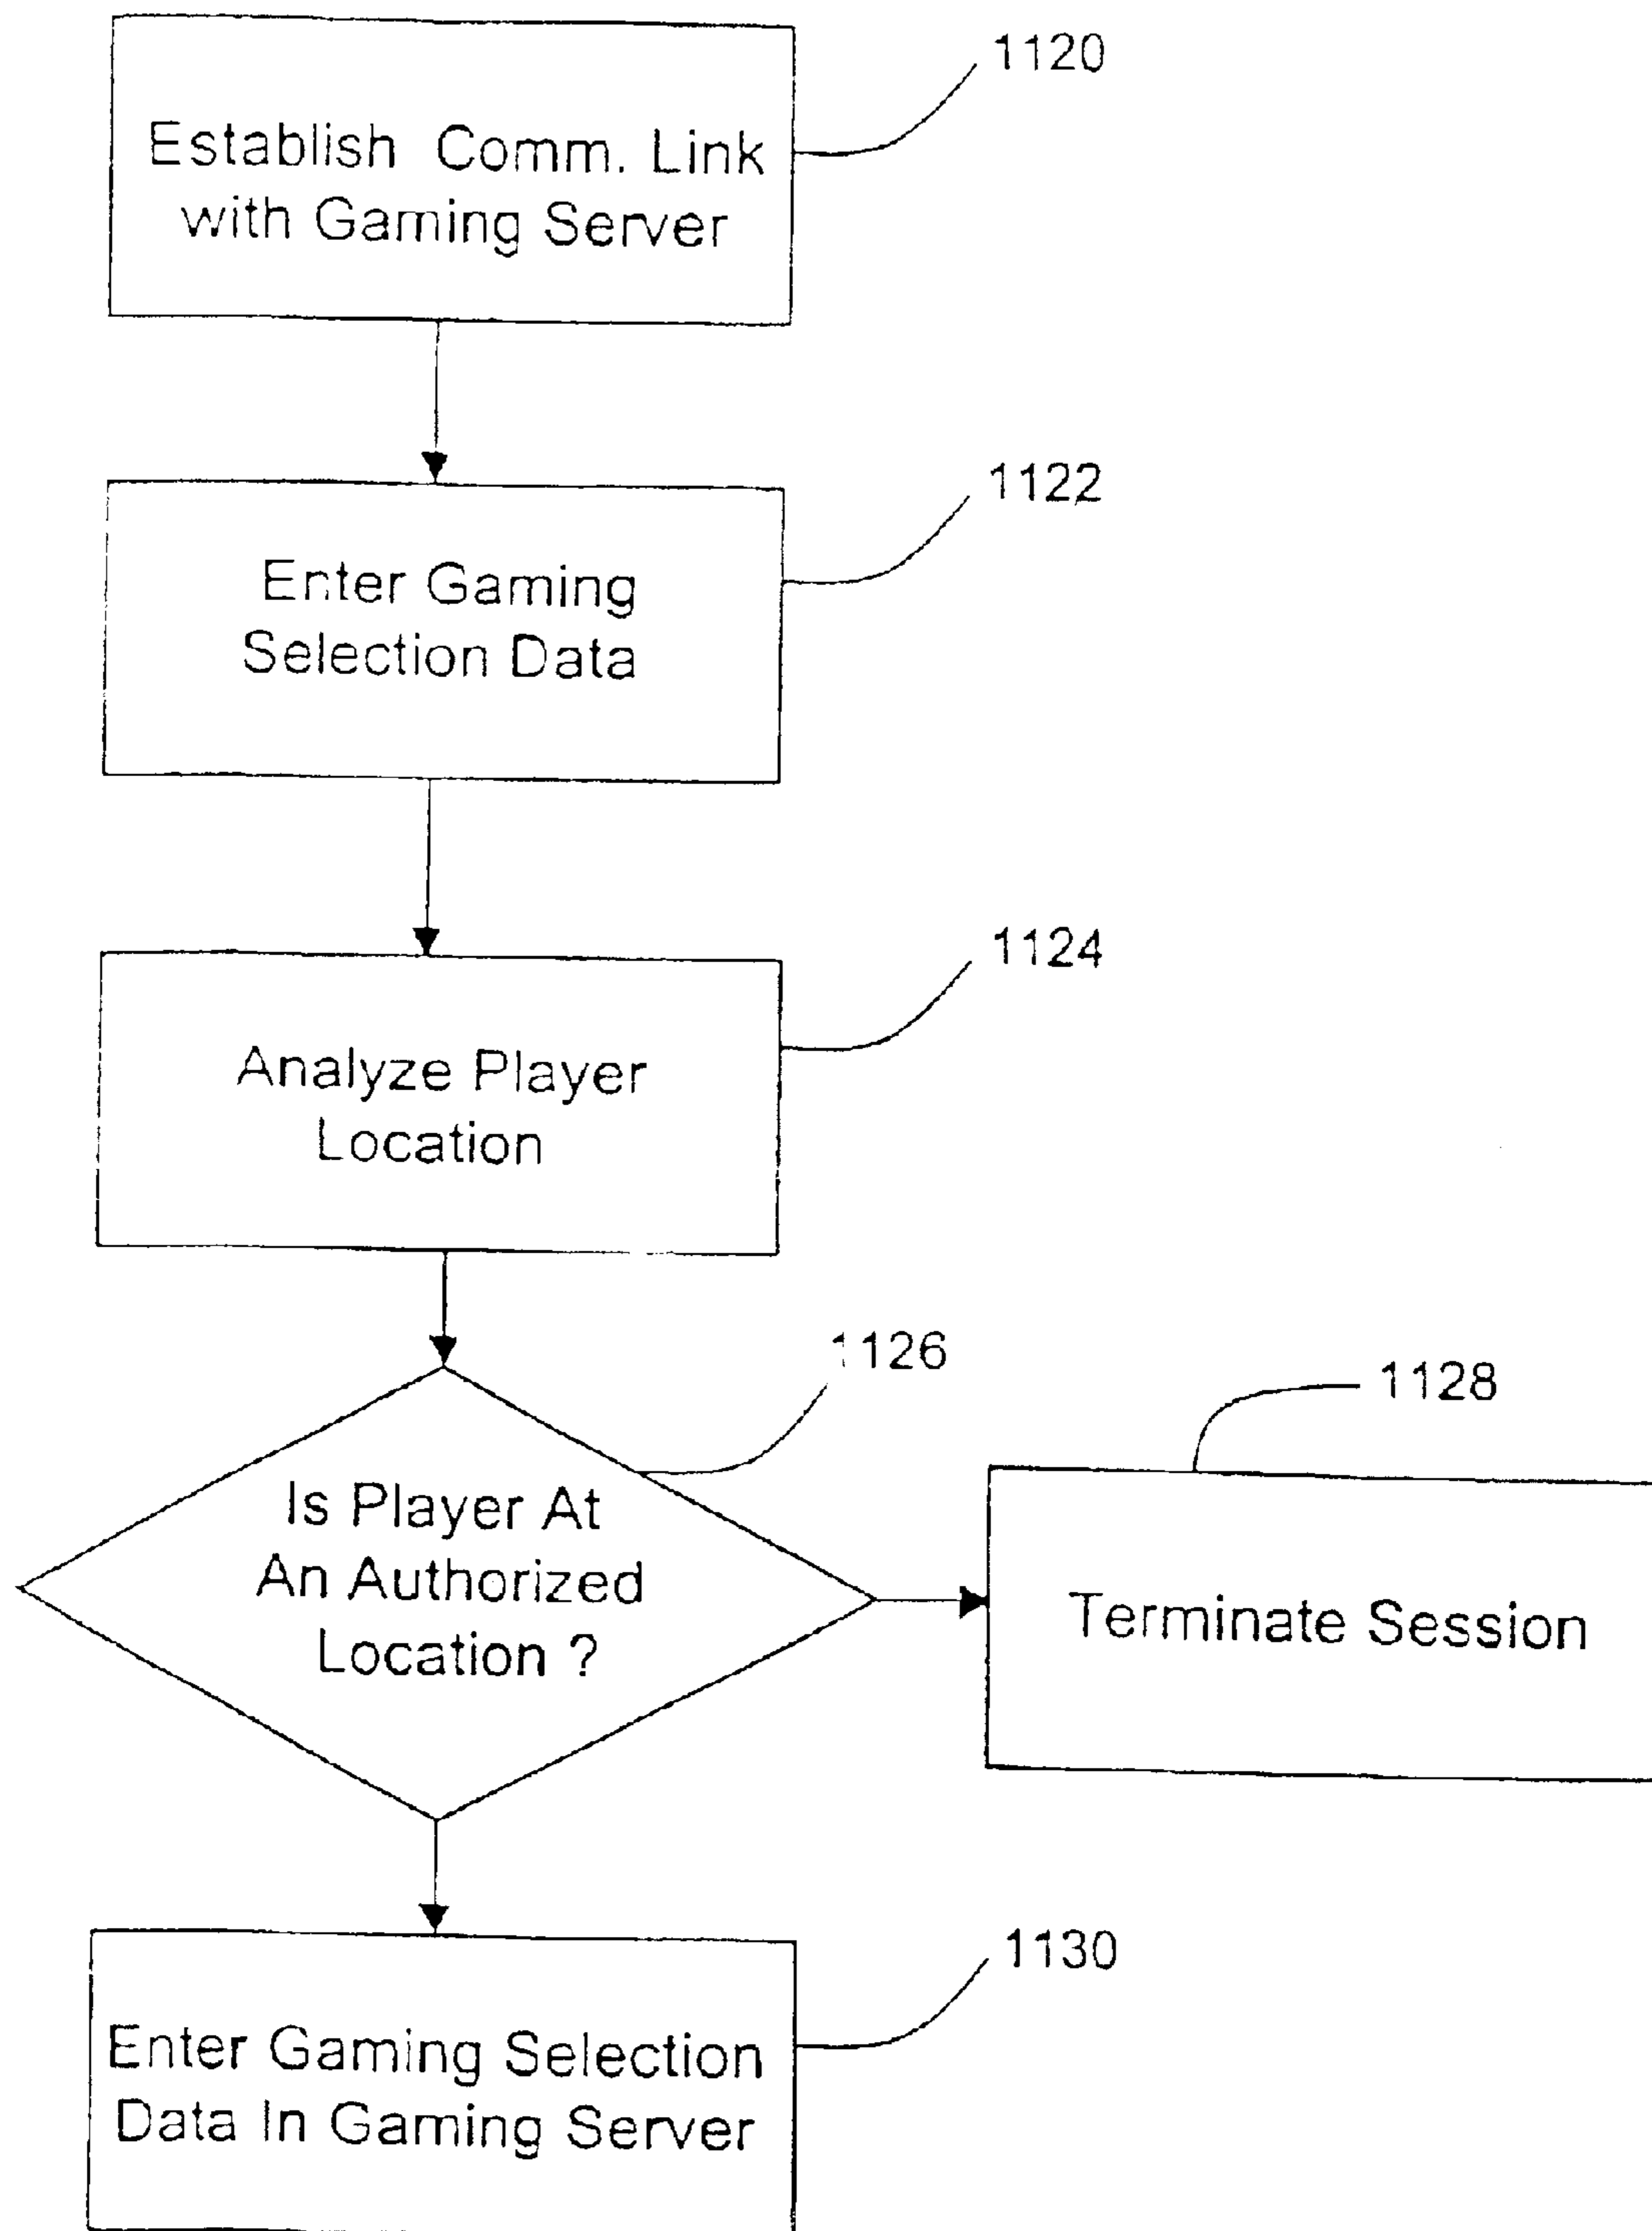 1120
Establish Comm. Link
with Gaming Server
1122
Enter Gaming
Selection Data
1124
Analyze Player
Location
1126
Is Player At
An Authorized
Location ?
1128
Terminate Session
1130
Enter Gaming Selection
Data In Gaming Server